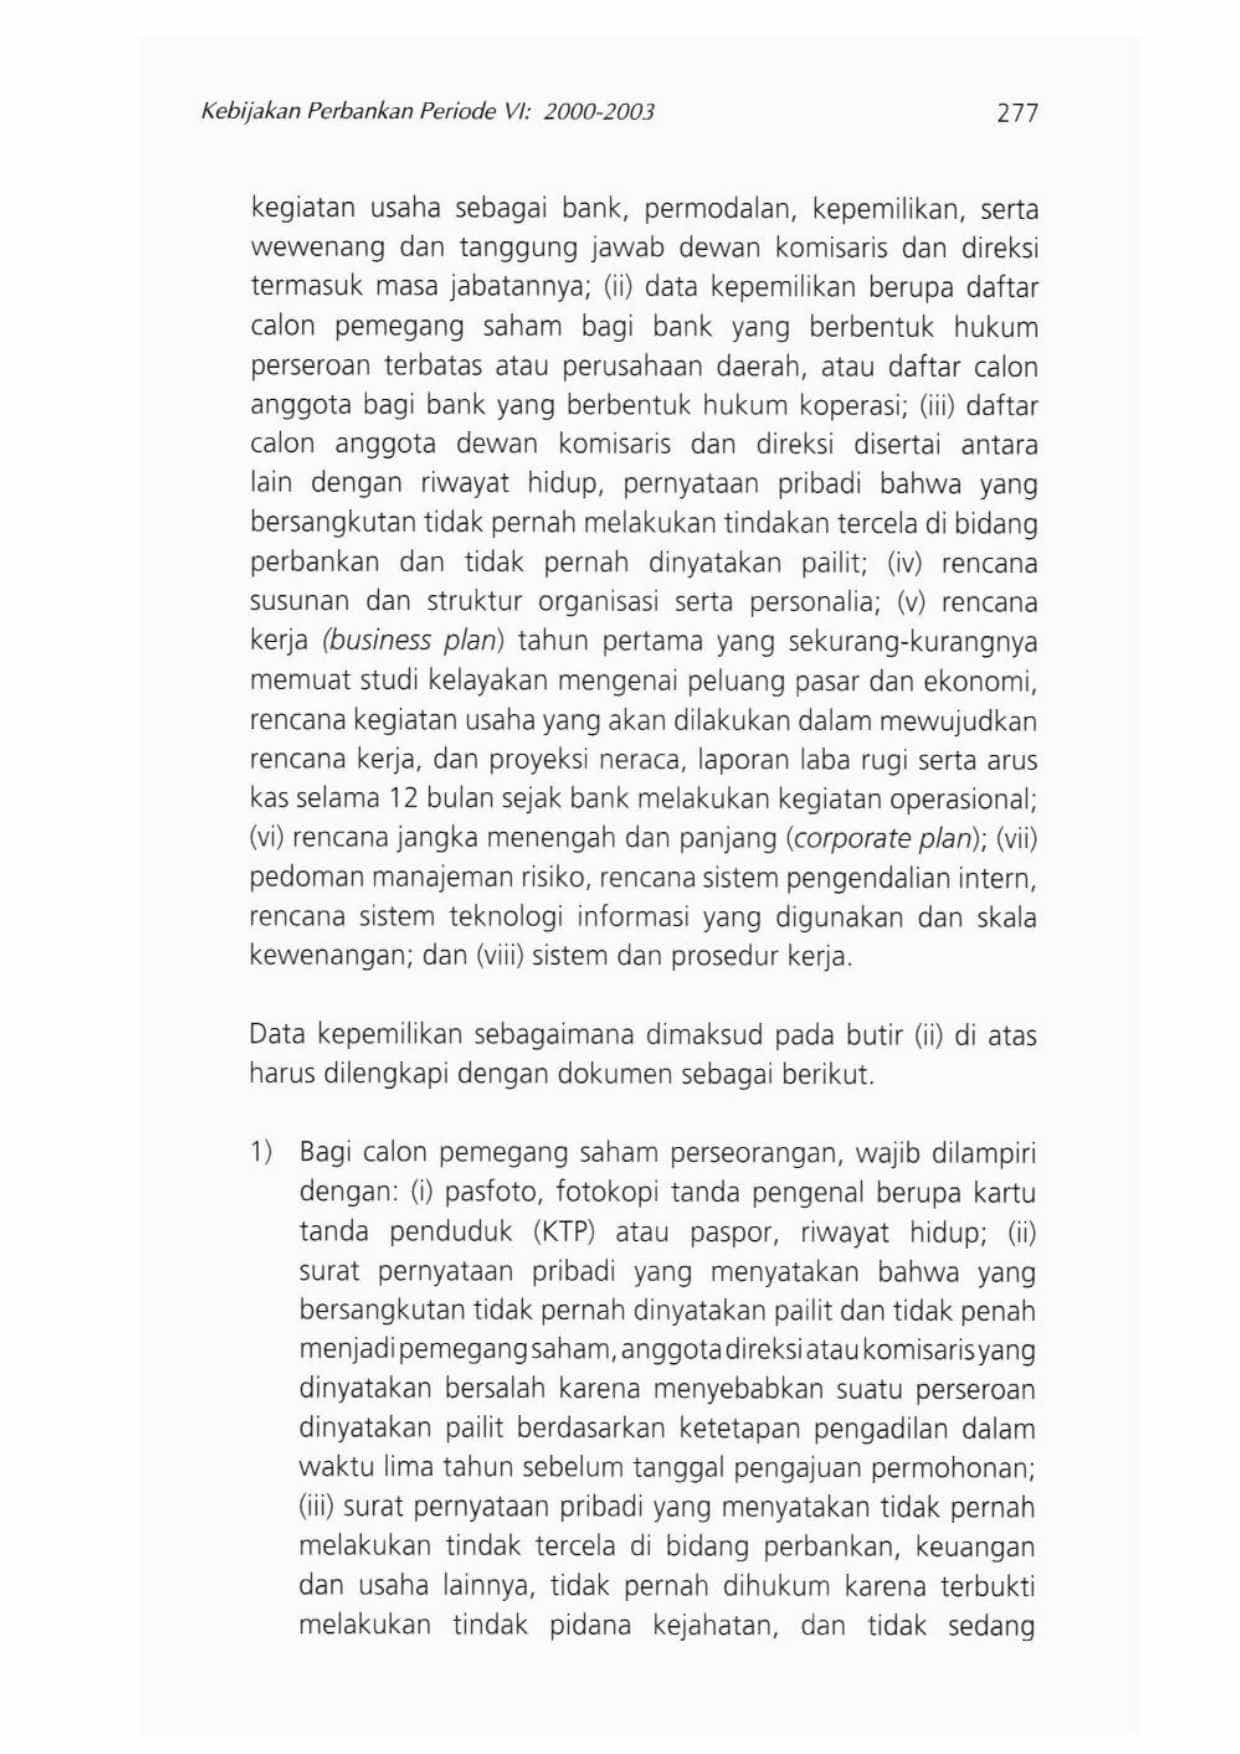 Kebijakan Perbankan Periode VI: 2000-2003 277
kegiatan usaha sebagai bank, permodalan, kepemilikan, serta
wewenang dan tanggung jawab dewan komisaris dan direksi
termasuk masa jabatannya; (ii) data kepemilikan berupa daftar
calon pemegang saham bagi bank yang berbentuk hukum
perseroan terbatas atau perusahaan daerah, atau daftar calon
anggota bagi bank yang berbentuk hukum koperasi; (iii) daftar
calon anggota dewan komisaris dan direksi disertai antara
lain dengan riwayat hidup, pernyataan pribadi bahwa yang
bersangkutan tidak pernah melakukan tindakan tercela di bidang
perbankan dan tidak pernah dinyatakan pailit; (iv) rencana
susunan dan struktur organisasi serta personalia; (v) rencana
kerja (business plan) tahun pertama yang sekurang-kurangnya
memuat studi kelayakan mengenai peluang pasar dan ekonomi,
rencana kegiatan usaha yang akan dilakukan dalam mewujudkan
rencana kerja, dan proyeksi neraca, laporan laba rugi serta arus
kas selama 12 bulan sejak bank melakukan kegiatan operasional;
(vi) rencana jangka menengah dan panjang (corporate plan); (vii)
pedoman manajeman risiko, rencana sistem pengendalian intern,
rencana sistem teknologi informasi yang digunakan dan skala
kewenangan; dan (viii) sistem dan prosedur kerja.
Data kepemilikan sebagaimana dimaksud pada butir (ii) di atas
harus dilengkapi dengan dokumen sebagai berikut.
1) Bagi calon pemegang saham perseorangan, wajib dilampiri
dengan: (i) pasfoto, fotokopi tanda pengenal berupa kartu
tanda penduduk (KTP) atau paspor, riwayat hidup; (ii)
surat pernyataan pribadi yang menyatakan bahwa yang
bersangkutan tidak pernah dinyatakan pailit dan tidak penah
menjadi pemegang saham, anggota direksi atau komisaris yang
dinyatakan bersalah karena menyebabkan suatu perseroan
dinyatakan pailit berdasarkan ketetapan pengadilan dalam
waktu lima tahun sebelum tanggal pengajuan permohonan;
(iii) surat pernyataan pribadi yang menyatakan tidak pernah
melakukan tindak tercela di bidang perbankan, keuangan
dan usaha lainnya, tidak pernah dihukum karena terbukti
melakukan tindak pidana kejahatan, dan tidak sedang